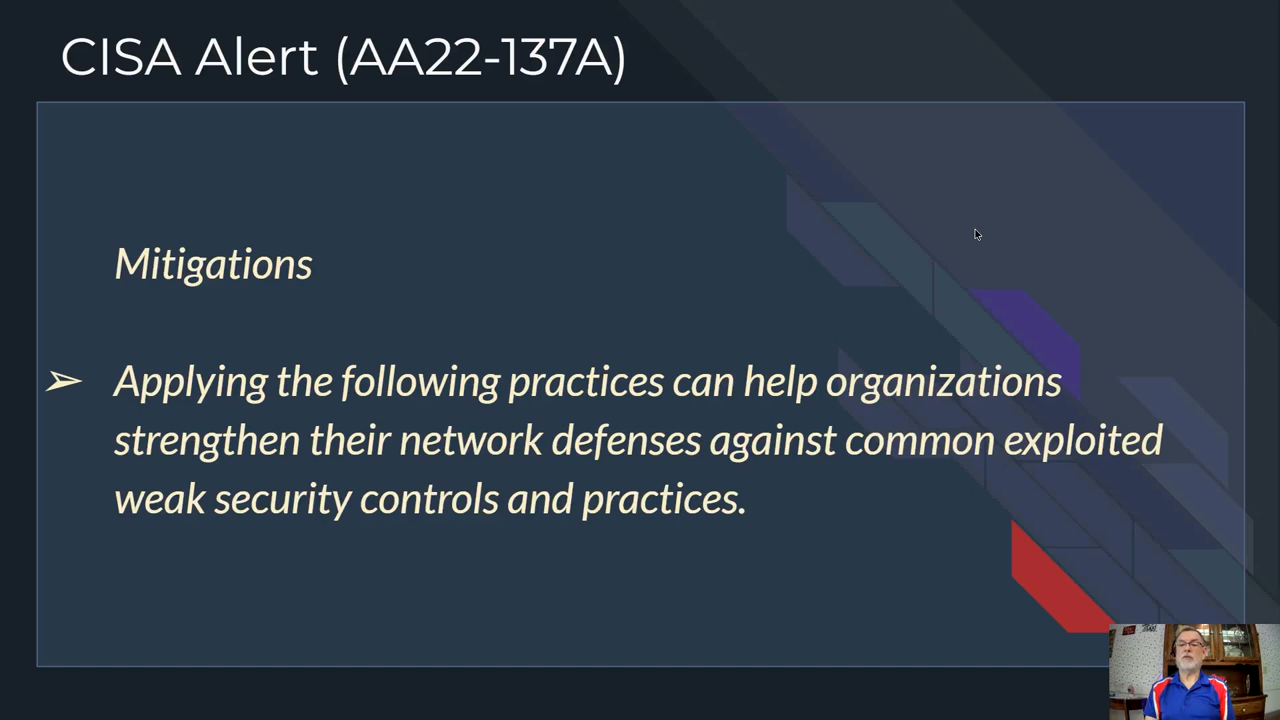 CISA Alert (AA22-137A)
Mitigations
➢ Applying the following practices can help organizations
strengthen their network defenses against common exploited
weak security controls and practices.